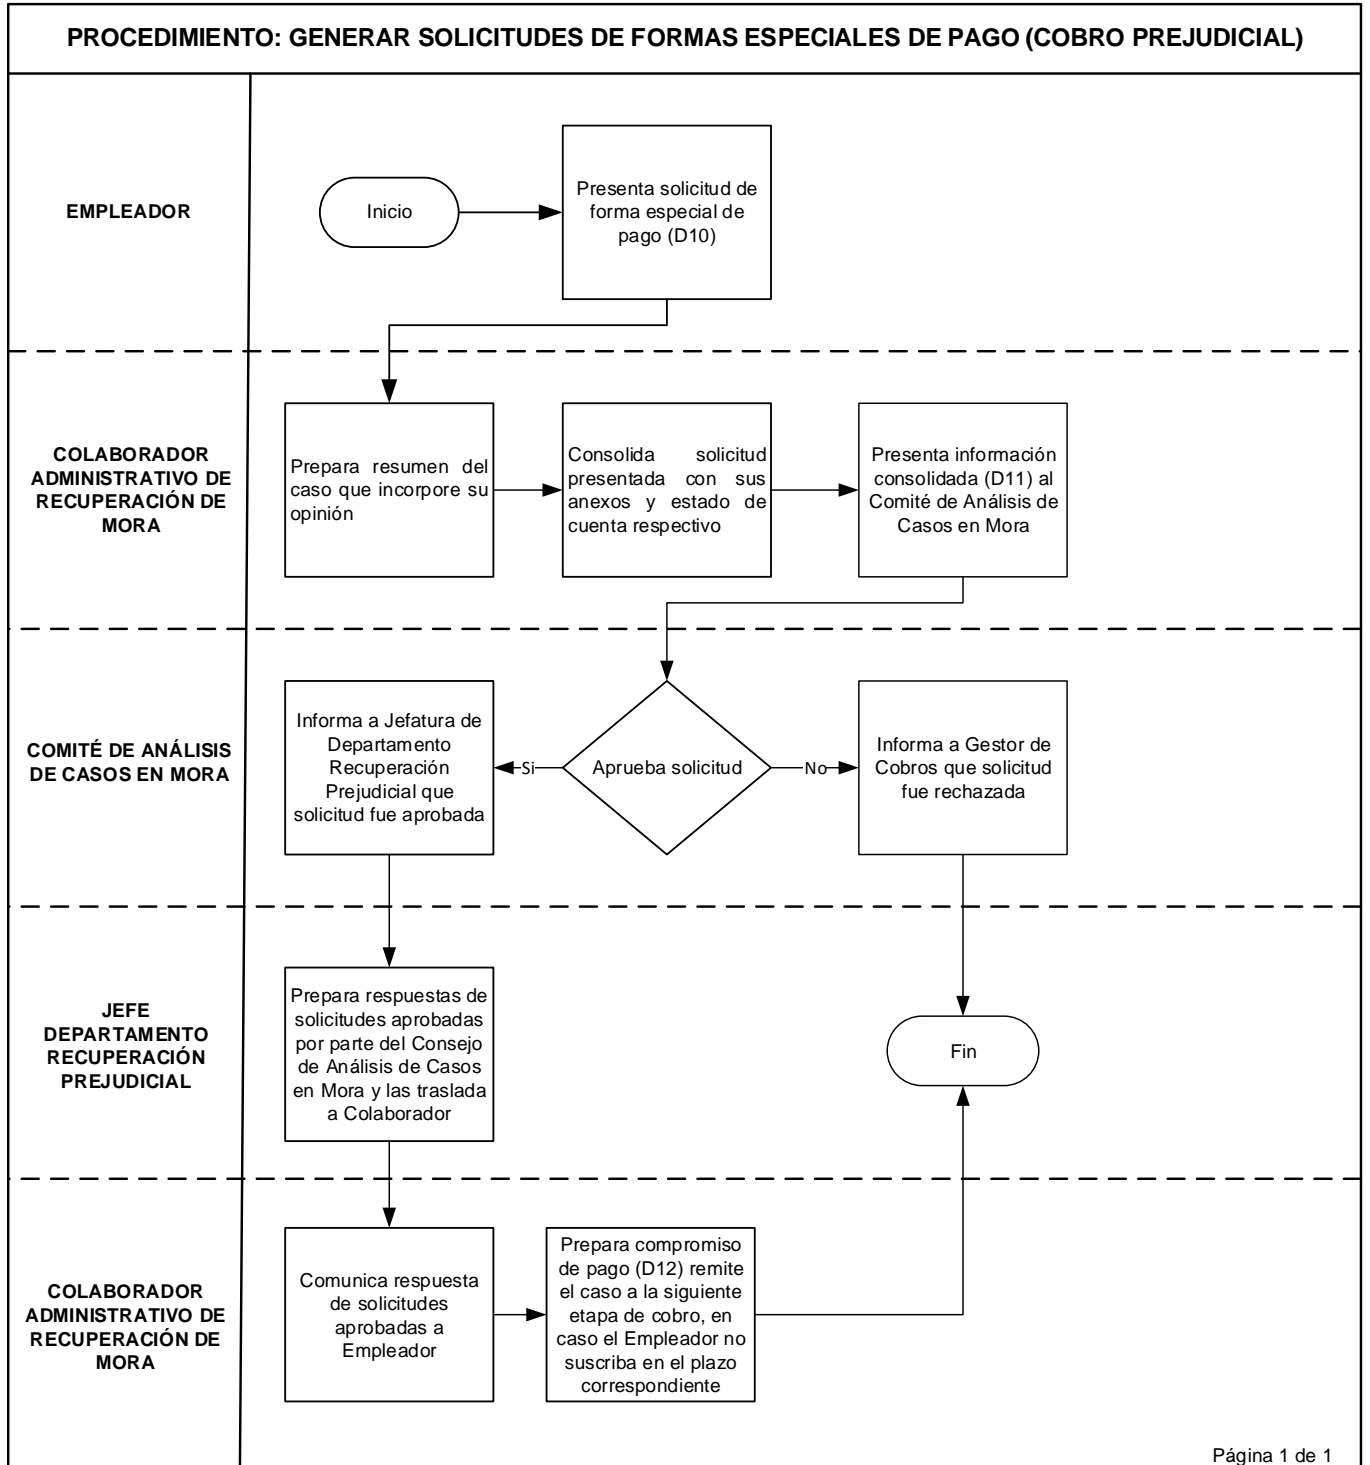 PROCEDIMIENTO: GENERAR SOLICITUDES DE FORMAS ESPECIALES DE PAGO (COBRO PREJUDICIAL)
EMPLEADOR
Inicio
Presenta solicitud de
forma especial de
pago (D10)
COLABORADOR
ADMINISTRATIVO DE
RECUPERACIÓN DE
MORA
Prepara resumen del
caso que incorpore su
opinión
Consolida solicitud
presentada con sus
anexos y estado de
cuenta respectivo
Presenta información
consolidada (D11) al
Comité de Análisis de
Casos en Mora
COMITÉ DE ANÁLISIS
DE CASOS EN MORA
Informa a Jefatura de
Departamento
Recuperación
Prejudicial que
solicitud fue aprobada
Si
Aprueba solicitud
No
Informa a Gestor de
Cobros que solicitud
fue rechazada
JEFE
DEPARTAMENTO
RECUPERACIÓN
PREJUDICIAL
Prepara respuestas de
solicitudes aprobadas
por parte del Consejo
de Análisis de Casos
en Mora y las traslada
a Colaborador
Fin
COLABORADOR
ADMINISTRATIVO DE
RECUPERACIÓN DE
MORA
Comunica respuesta
de solicitudes
aprobadas a
Empleador
Prepara compromiso
de pago (D12) remite
el caso a la siguiente
etapa de cobro, en
caso el Empleador no
suscriba en el plazo
correspondiente
Página 1 de 1